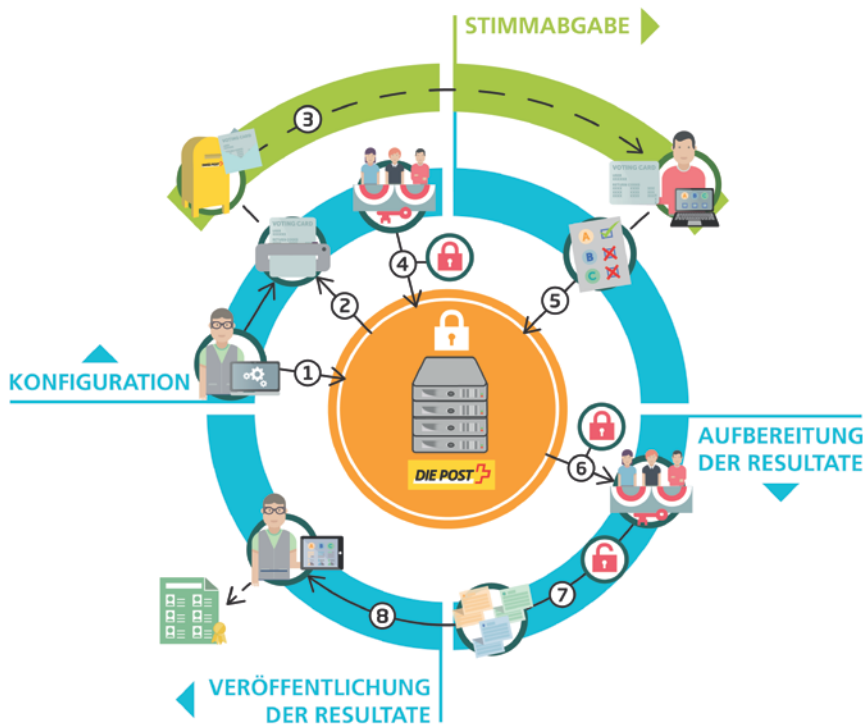 STIMMABGABE
3
VOTING CARD
VOTING CARD
4
2
5
A
B
C
1
KONFIGURATION
DIE POST
6
AUFBEREITUNG
DER RESULTATE
A B C
7
8
VERÖFFENTLICHUNG
DER RESULTATE